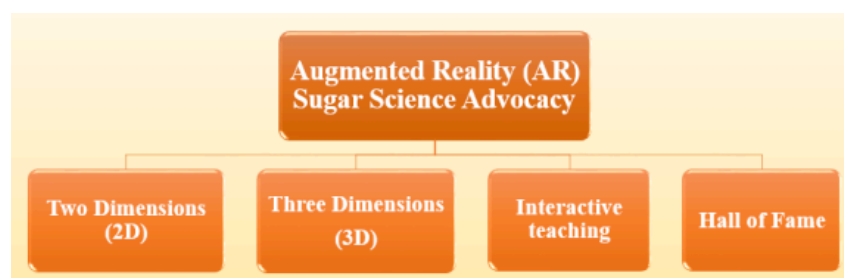 Augmented Reality (AR)
Sugar Science Advocacy
Two Dimensions
(2D)
Three Dimensions
(3D)
Interactive
teaching
Hall of Fame